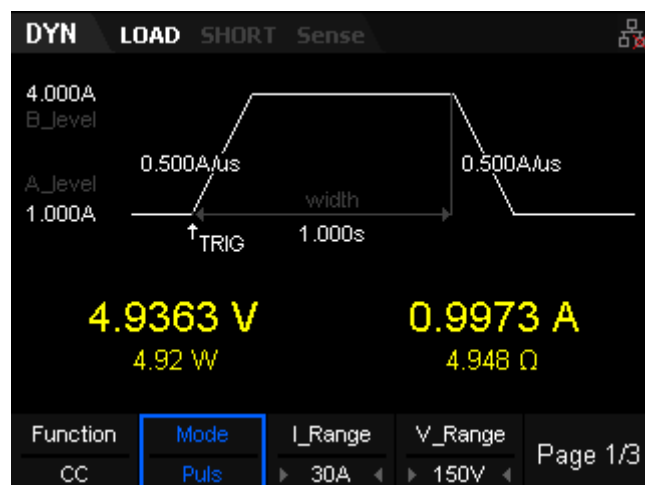 DYN LOAD SHORT Sense
4.000A
B_level
0.500A/us 0.500A/us
A_level
width
1.000A
1.000s
↑TRIG
4.9363 V 0.9973 A
4.92 W 4.948 Ω
Function Mode I_Range V_Range Page 1/3
CC Puls 30A 150V